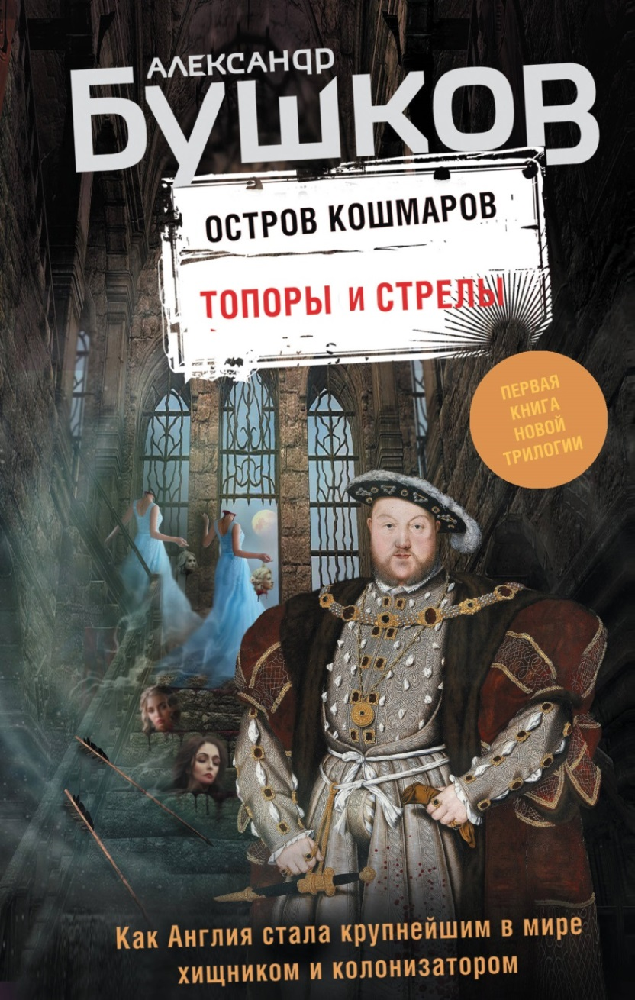 АЛЕКСАНДР
БУШКОВ
ОСТРОВ КОШМАРОВ
ТОПОРЫ И СТРЕЛЫ
ПЕРВАЯ
КНИГА
НОВОЙ
ТРИЛОГИИ
Как Англия стала крупнейшим в мире
хищником и колонизатором